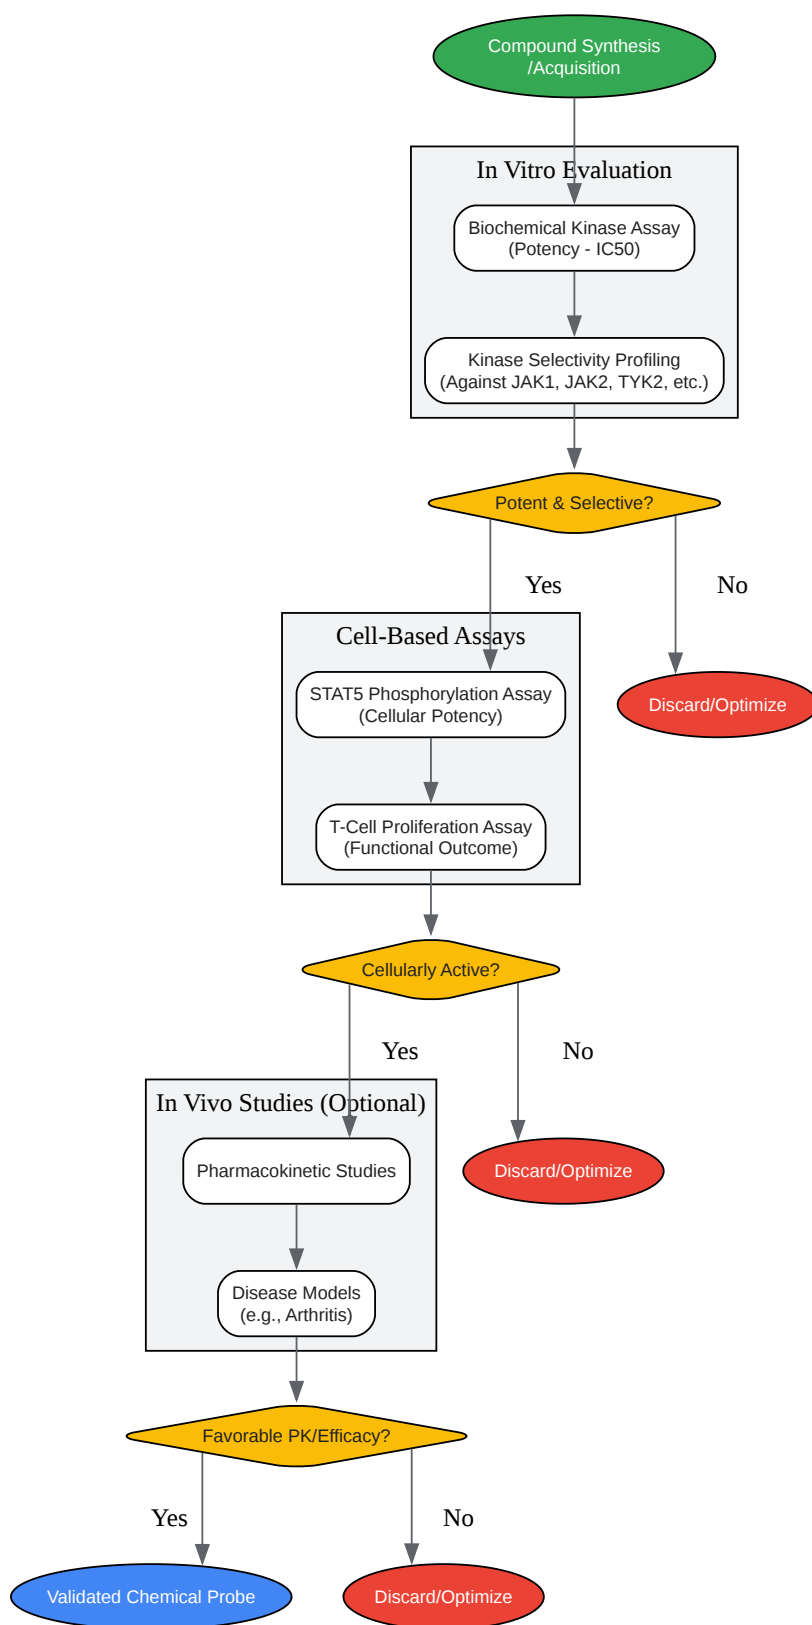 Compound Synthesis
/Acquisition
In Vitro Evaluation
Biochemical Kinase Assay
(Potency - IC50)
Kinase Selectivity Profiling
(Against JAK1, JAK2, TYK2, etc.)
Potent & Selective?
Yes
No
Cell-Based Assays
STAT5 Phosphorylation Assay
(Cellular Potency)
Discard/Optimize
T-Cell Proliferation Assay
(Functional Outcome)
Cellularly Active?
Yes
No
In Vivo Studies (Optional)
Pharmacokinetic Studies
Discard/Optimize
Disease Models
(e.g., Arthritis)
Favorable PK/Efficacy?
Yes
No
Validated Chemical Probe
Discard/Optimize